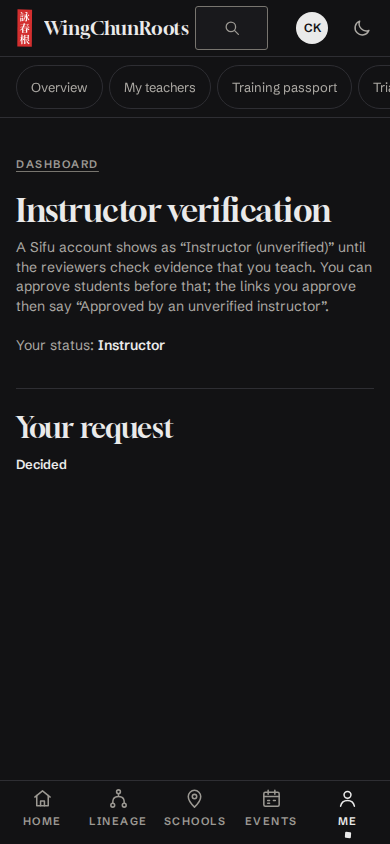 詠春根
WingChunRoots
CK
Overview
My teachers
Training passport
Tria
DASHBOARD
Instructor verification
A Sifu account shows as “Instructor (unverified)” until
the reviewers check evidence that you teach. You can
approve students before that; the links you approve
then say “Approved by an unverified instructor”.
Your status: Instructor
Your request
Decided
HOME
LINEAGE
SCHOOLS
EVENTS
ME